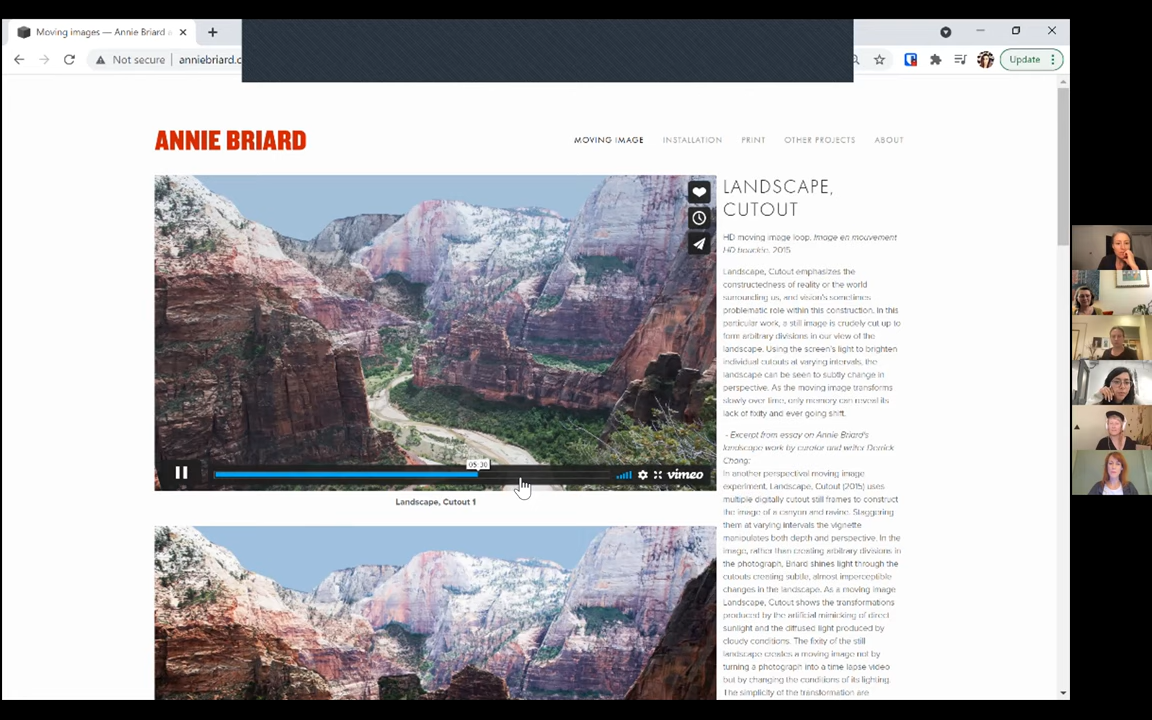 Moving images — Annie Briard
Not secure
anniebriard.c
Update
ANNIE BRIARD
MOVING IMAGE
INSTALLATION
PRINT
OTHER PROJECTS
ABOUT
05:30
vimeo
Landscape, Cutout 1
LANDSCAPE,
CUTOUT
HD moving image loop. Image en mouvement
HD bouclée. 2015
Landscape, Cutout emphasizes the
constructedness of reality or the world
surrounding us, and vision's sometimes
problematic role within this construction. In this
particular work, a still image is crudely cut up to
form arbitrary divisions in our view of the
landscape. Using the screen's light to brighten
individual cutouts at varying intervals, the
landscape can be seen to subtly change in
perspective. As the moving image transforms
slowly over time, only memory can reveal its
lack of fixity and ever going shift.
- Excerpt from essay on Annie Briard's
landscape work by curator and writer Derrick
Chang:
In another perspectival moving image
experiment, Landscape, Cutout (2015) uses
multiple digitally cutout still frames to construct
the image of a canyon and ravine. Staggering
them at varying intervals the vignette
manipulates both depth and perspective. In the
image, rather than creating arbitrary divisions in
the photograph, Briard shines light through the
cutouts creating subtle, almost imperceptible
changes in the landscape. As a moving image
Landscape, Cutout shows the transformations
produced by the artificial mimicking of direct
sunlight and the diffused light produced by
cloudy conditions. The fixity of the still
landscape creates a moving image not by
turning a photograph into a time lapse video
but by changing the conditions of its lighting.
The simplicity of the transformation are